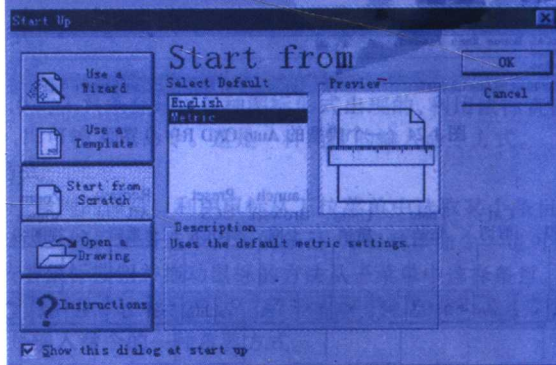 Start Up
Use a
Wizard
Use a
Template
Start from
Scratch
Open a
Drawing
Instructions
Start from
Select Default
English
Metric
Preview
OK
Cancel
Description
Uses the default metric settings.
Show this dialog at start up